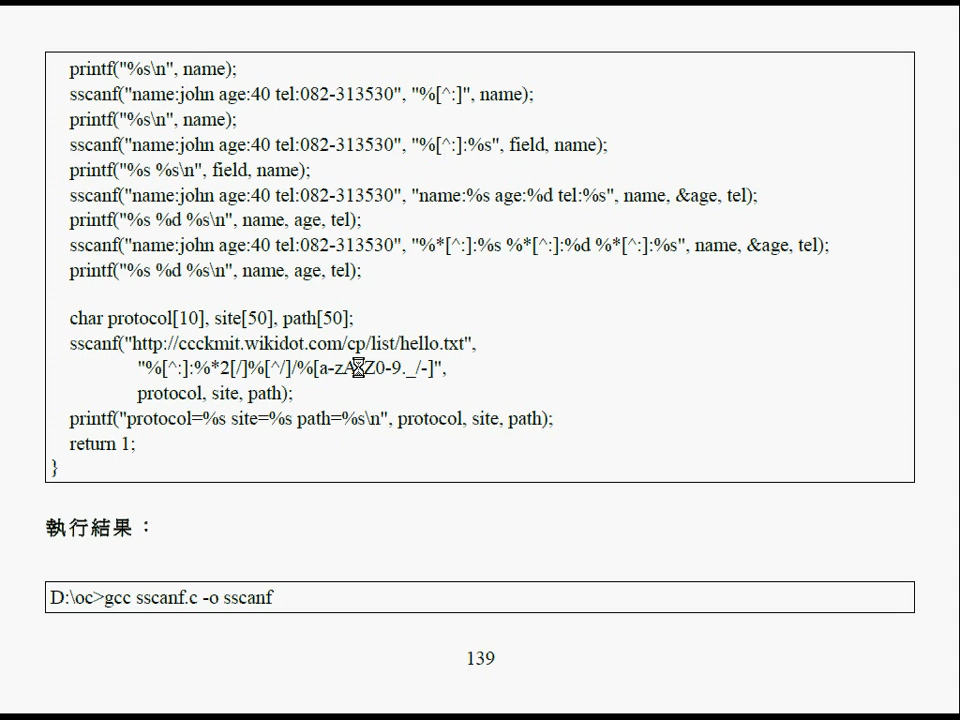 printf("%s\n", name);
sscanf("name:john age:40 tel:082-313530", "%[^:]", name);
printf("%s\n", name);
sscanf("name:john age:40 tel:082-313530", "%[^:]:%s", field, name);
printf("%s %s\n", field, name);
sscanf("name:john age:40 tel:082-313530", "name:%s age:%d tel:%s", name, &age, tel);
printf("%s %d %s\n", name, age, tel);
sscanf("name:john age:40 tel:082-313530", "%*[^:]:%s %*[^:]:%d %*[^:]:%s", name, &age, tel);
printf("%s %d %s\n", name, age, tel);
char protocol[10], site[50], path[50];
sscanf("http://ccckmit.wikidot.com/cp/list/hello.txt",
"%[^:]:%*2[/]%[^/]/%[a-zA-Z0-9._/-]",
protocol, site, path);
printf("protocol=%s site=%s path=%s\n", protocol, site, path);
return 1;
}
執行結果：
D:\oc>gcc sscanf.c -o sscanf
139